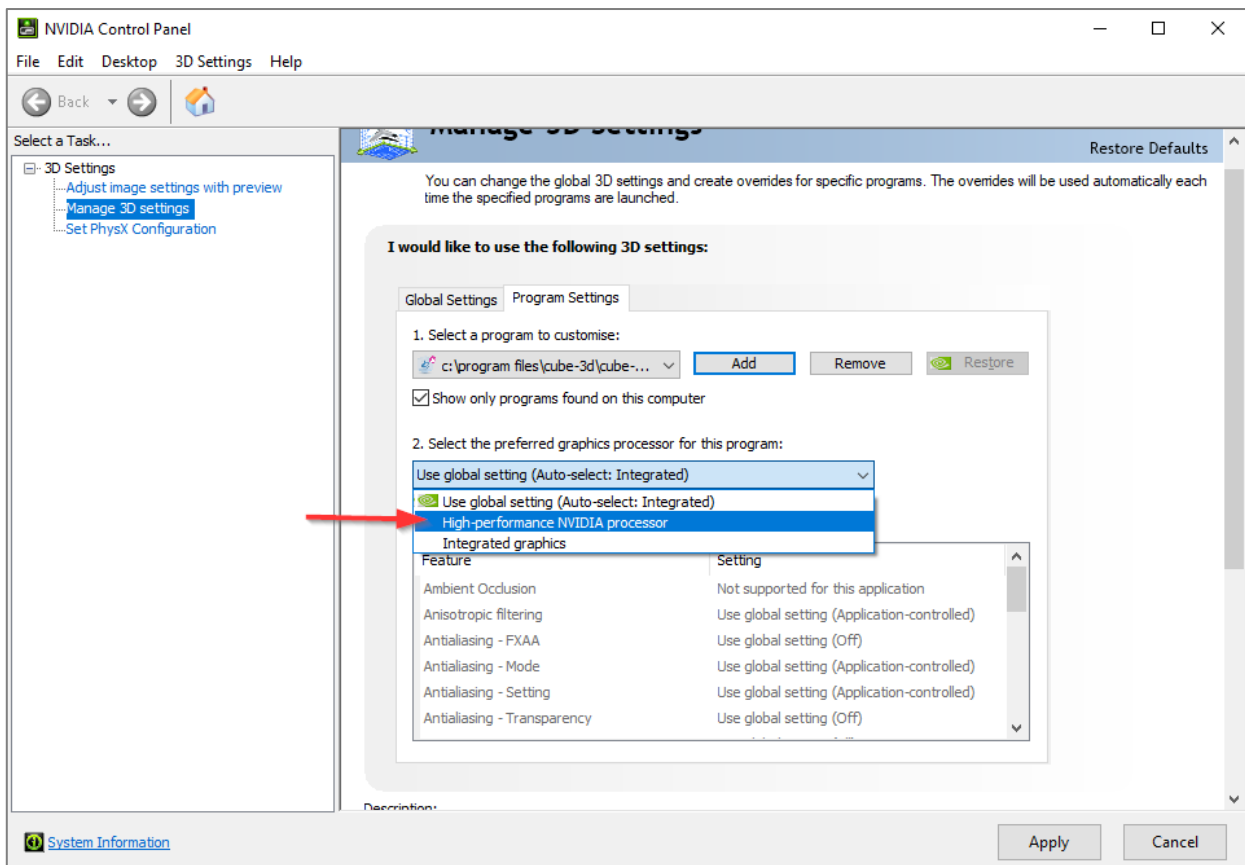 NVIDIA Control Panel
File Edit Desktop 3D Settings Help
Back
Select a Task...
3D Settings
Adjust image settings with preview
Manage 3D settings
Set PhysX Configuration
Manage 3D Settings
Restore Defaults
You can change the global 3D settings and create overrides for specific programs. The overrides will be used automatically each
time the specified programs are launched.
I would like to use the following 3D settings:
Global Settings Program Settings
1. Select a program to customise:
c:\program files\cube-3d\cube-... Add Remove Restore
Show only programs found on this computer
2. Select the preferred graphics processor for this program:
Use global setting (Auto-select: Integrated)
Use global setting (Auto-select: Integrated)
High-performance NVIDIA processor
Integrated graphics
Feature Setting
Ambient Occlusion Not supported for this application
Anisotropic filtering Use global setting (Application-controlled)
Antialiasing - FXAA Use global setting (Off)
Antialiasing - Mode Use global setting (Application-controlled)
Antialiasing - Setting Use global setting (Application-controlled)
Antialiasing - Transparency Use global setting (Off)
Description:
System Information
Apply Cancel